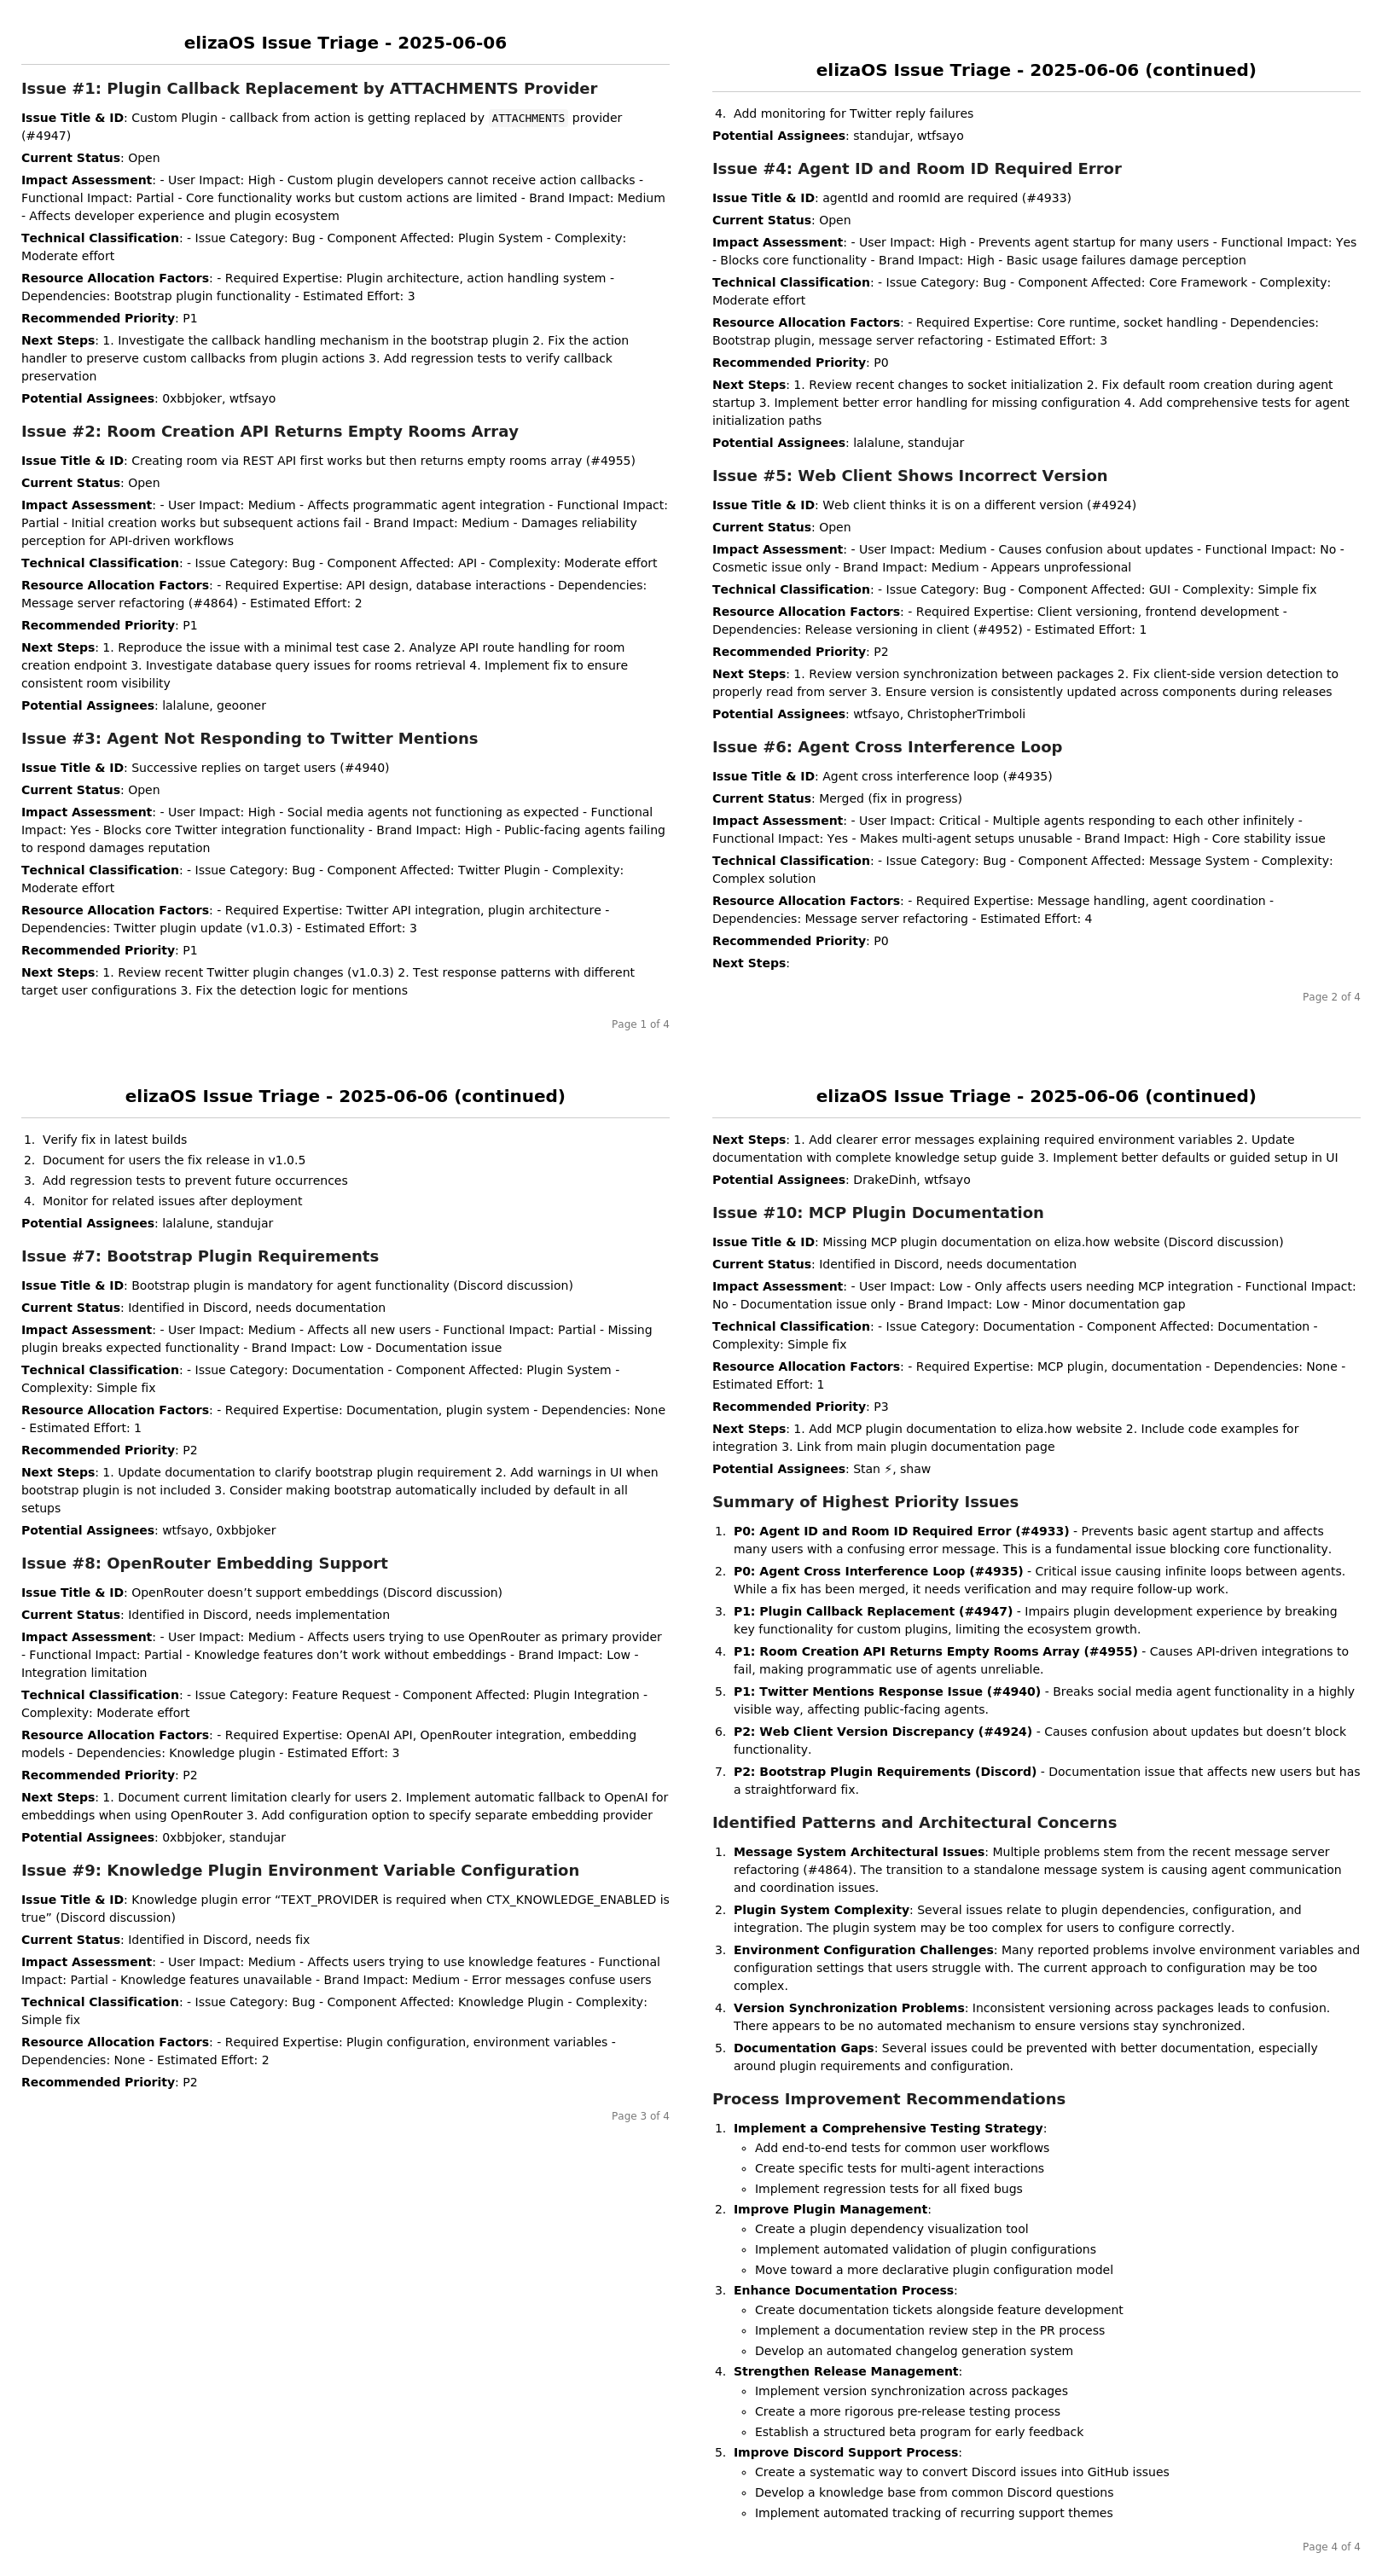 elizaOS Issue Triage - 2025-06-06
Issue #1: Plugin Callback Replacement by ATTACHMENTS Provider
Issue Title & ID: Custom Plugin - callback from action is getting replaced by ATTACHMENTS provider
(#4947)
Current Status: Open
Impact Assessment: - User Impact: High - Custom plugin developers cannot receive action callbacks -
Functional Impact: Partial - Core functionality works but custom actions are limited - Brand Impact: Medium
- Affects developer experience and plugin ecosystem
Technical Classification: - Issue Category: Bug - Component Affected: Plugin System - Complexity:
Moderate effort
Resource Allocation Factors: - Required Expertise: Plugin architecture, action handling system -
Dependencies: Bootstrap plugin functionality - Estimated Effort: 3
Recommended Priority: P1
Next Steps: 1. Investigate the callback handling mechanism in the bootstrap plugin 2. Fix the action
handler to preserve custom callbacks from plugin actions 3. Add regression tests to verify callback
preservation
Potential Assignees: 0xbbjoker, wtfsayo
Issue #2: Room Creation API Returns Empty Rooms Array
Issue Title & ID: Creating room via REST API first works but then returns empty rooms array (#4955)
Current Status: Open
Impact Assessment: - User Impact: Medium - Affects programmatic agent integration - Functional Impact:
Partial - Initial creation works but subsequent actions fail - Brand Impact: Medium - Damages reliability
perception for API-driven workflows
Technical Classification: - Issue Category: Bug - Component Affected: API - Complexity: Moderate effort
Resource Allocation Factors: - Required Expertise: API design, database interactions - Dependencies:
Message server refactoring (#4864) - Estimated Effort: 2
Recommended Priority: P1
Next Steps: 1. Reproduce the issue with a minimal test case 2. Analyze API route handling for room
creation endpoint 3. Investigate database query issues for rooms retrieval 4. Implement fix to ensure
consistent room visibility
Potential Assignees: lalalune, geooner
Issue #3: Agent Not Responding to Twitter Mentions
Issue Title & ID: Successive replies on target users (#4940)
Current Status: Open
Impact Assessment: - User Impact: High - Social media agents not functioning as expected - Functional
Impact: Yes - Blocks core Twitter integration functionality - Brand Impact: High - Public-facing agents failing
to respond damages reputation
Technical Classification: - Issue Category: Bug - Component Affected: Twitter Plugin - Complexity:
Moderate effort
Resource Allocation Factors: - Required Expertise: Twitter API integration, plugin architecture -
Dependencies: Twitter plugin update (v1.0.3) - Estimated Effort: 3
Recommended Priority: P1
Next Steps: 1. Review recent Twitter plugin changes (v1.0.3) 2. Test response patterns with different
target user configurations 3. Fix the detection logic for mentions
Page 1 of 4
elizaOS Issue Triage - 2025-06-06 (continued)
4. Add monitoring for Twitter reply failures
Potential Assignees: standujar, wtfsayo
Issue #4: Agent ID and Room ID Required Error
Issue Title & ID: agentId and roomId are required (#4933)
Current Status: Open
Impact Assessment: - User Impact: High - Prevents agent startup for many users - Functional Impact: Yes
- Blocks core functionality - Brand Impact: High - Basic usage failures damage perception
Technical Classification: - Issue Category: Bug - Component Affected: Core Framework - Complexity:
Moderate effort
Resource Allocation Factors: - Required Expertise: Core runtime, socket handling - Dependencies:
Bootstrap plugin, message server refactoring - Estimated Effort: 3
Recommended Priority: P0
Next Steps: 1. Review recent changes to socket initialization 2. Fix default room creation during agent
startup 3. Implement better error handling for missing configuration 4. Add comprehensive tests for agent
initialization paths
Potential Assignees: lalalune, standujar
Issue #5: Web Client Shows Incorrect Version
Issue Title & ID: Web client thinks it is on a different version (#4924)
Current Status: Open
Impact Assessment: - User Impact: Medium - Causes confusion about updates - Functional Impact: No -
Cosmetic issue only - Brand Impact: Medium - Appears unprofessional
Technical Classification: - Issue Category: Bug - Component Affected: GUI - Complexity: Simple fix
Resource Allocation Factors: - Required Expertise: Client versioning, frontend development -
Dependencies: Release versioning in client (#4952) - Estimated Effort: 1
Recommended Priority: P2
Next Steps: 1. Review version synchronization between packages 2. Fix client-side version detection to
properly read from server 3. Ensure version is consistently updated across components during releases
Potential Assignees: wtfsayo, ChristopherTrimboli
Issue #6: Agent Cross Interference Loop
Issue Title & ID: Agent cross interference loop (#4935)
Current Status: Merged (fix in progress)
Impact Assessment: - User Impact: Critical - Multiple agents responding to each other infinitely -
Functional Impact: Yes - Makes multi-agent setups unusable - Brand Impact: High - Core stability issue
Technical Classification: - Issue Category: Bug - Component Affected: Message System - Complexity:
Complex solution
Resource Allocation Factors: - Required Expertise: Message handling, agent coordination -
Dependencies: Message server refactoring - Estimated Effort: 4
Recommended Priority: P0
Next Steps:
Page 2 of 4
elizaOS Issue Triage - 2025-06-06 (continued)
1. Verify fix in latest builds
2. Document for users the fix release in v1.0.5
3. Add regression tests to prevent future occurrences
4. Monitor for related issues after deployment
Potential Assignees: lalalune, standujar
Issue #7: Bootstrap Plugin Requirements
Issue Title & ID: Bootstrap plugin is mandatory for agent functionality (Discord discussion)
Current Status: Identified in Discord, needs documentation
Impact Assessment: - User Impact: Medium - Affects all new users - Functional Impact: Partial - Missing
plugin breaks expected functionality - Brand Impact: Low - Documentation issue
Technical Classification: - Issue Category: Documentation - Component Affected: Plugin System -
Complexity: Simple fix
Resource Allocation Factors: - Required Expertise: Documentation, plugin system - Dependencies: None
- Estimated Effort: 1
Recommended Priority: P2
Next Steps: 1. Update documentation to clarify bootstrap plugin requirement 2. Add warnings in UI when
bootstrap plugin is not included 3. Consider making bootstrap automatically included by default in all
setups
Potential Assignees: wtfsayo, 0xbbjoker
Issue #8: OpenRouter Embedding Support
Issue Title & ID: OpenRouter doesn’t support embeddings (Discord discussion)
Current Status: Identified in Discord, needs implementation
Impact Assessment: - User Impact: Medium - Affects users trying to use OpenRouter as primary provider
- Functional Impact: Partial - Knowledge features don’t work without embeddings - Brand Impact: Low -
Integration limitation
Technical Classification: - Issue Category: Feature Request - Component Affected: Plugin Integration -
Complexity: Moderate effort
Resource Allocation Factors: - Required Expertise: OpenAI API, OpenRouter integration, embedding
models - Dependencies: Knowledge plugin - Estimated Effort: 3
Recommended Priority: P2
Next Steps: 1. Document current limitation clearly for users 2. Implement automatic fallback to OpenAI for
embeddings when using OpenRouter 3. Add configuration option to specify separate embedding provider
Potential Assignees: 0xbbjoker, standujar
Issue #9: Knowledge Plugin Environment Variable Configuration
Issue Title & ID: Knowledge plugin error “TEXT_PROVIDER is required when CTX_KNOWLEDGE_ENABLED is
true” (Discord discussion)
Current Status: Identified in Discord, needs fix
Impact Assessment: - User Impact: Medium - Affects users trying to use knowledge features - Functional
Impact: Partial - Knowledge features unavailable - Brand Impact: Medium - Error messages confuse users
Technical Classification: - Issue Category: Bug - Component Affected: Knowledge Plugin - Complexity:
Simple fix
Resource Allocation Factors: - Required Expertise: Plugin configuration, environment variables -
Dependencies: None - Estimated Effort: 2
Recommended Priority: P2
Page 3 of 4
elizaOS Issue Triage - 2025-06-06 (continued)
Next Steps: 1. Add clearer error messages explaining required environment variables 2. Update
documentation with complete knowledge setup guide 3. Implement better defaults or guided setup in UI
Potential Assignees: DrakeDinh, wtfsayo
Issue #10: MCP Plugin Documentation
Issue Title & ID: Missing MCP plugin documentation on eliza.how website (Discord discussion)
Current Status: Identified in Discord, needs documentation
Impact Assessment: - User Impact: Low - Only affects users needing MCP integration - Functional Impact:
No - Documentation issue only - Brand Impact: Low - Minor documentation gap
Technical Classification: - Issue Category: Documentation - Component Affected: Documentation -
Complexity: Simple fix
Resource Allocation Factors: - Required Expertise: MCP plugin, documentation - Dependencies: None -
Estimated Effort: 1
Recommended Priority: P3
Next Steps: 1. Add MCP plugin documentation to eliza.how website 2. Include code examples for
integration 3. Link from main plugin documentation page
Potential Assignees: Stan ⚡, shaw
Summary of Highest Priority Issues
1. P0: Agent ID and Room ID Required Error (#4933) - Prevents basic agent startup and affects
many users with a confusing error message. This is a fundamental issue blocking core functionality.
2. P0: Agent Cross Interference Loop (#4935) - Critical issue causing infinite loops between agents.
While a fix has been merged, it needs verification and may require follow-up work.
3. P1: Plugin Callback Replacement (#4947) - Impairs plugin development experience by breaking
key functionality for custom plugins, limiting the ecosystem growth.
4. P1: Room Creation API Returns Empty Rooms Array (#4955) - Causes API-driven integrations to
fail, making programmatic use of agents unreliable.
5. P1: Twitter Mentions Response Issue (#4940) - Breaks social media agent functionality in a highly
visible way, affecting public-facing agents.
6. P2: Web Client Version Discrepancy (#4924) - Causes confusion about updates but doesn’t block
functionality.
7. P2: Bootstrap Plugin Requirements (Discord) - Documentation issue that affects new users but has
a straightforward fix.
Identified Patterns and Architectural Concerns
1. Message System Architectural Issues: Multiple problems stem from the recent message server
refactoring (#4864). The transition to a standalone message system is causing agent communication
and coordination issues.
2. Plugin System Complexity: Several issues relate to plugin dependencies, configuration, and
integration. The plugin system may be too complex for users to configure correctly.
3. Environment Configuration Challenges: Many reported problems involve environment variables and
configuration settings that users struggle with. The current approach to configuration may be too
complex.
4. Version Synchronization Problems: Inconsistent versioning across packages leads to confusion.
There appears to be no automated mechanism to ensure versions stay synchronized.
5. Documentation Gaps: Several issues could be prevented with better documentation, especially
around plugin requirements and configuration.
Process Improvement Recommendations
1. Implement a Comprehensive Testing Strategy:
◦ Add end-to-end tests for common user workflows
◦ Create specific tests for multi-agent interactions
◦ Implement regression tests for all fixed bugs
2. Improve Plugin Management:
◦ Create a plugin dependency visualization tool
◦ Implement automated validation of plugin configurations
◦ Move toward a more declarative plugin configuration model
3. Enhance Documentation Process:
◦ Create documentation tickets alongside feature development
◦ Implement a documentation review step in the PR process
◦ Develop an automated changelog generation system
4. Strengthen Release Management:
◦ Implement version synchronization across packages
◦ Create a more rigorous pre-release testing process
◦ Establish a structured beta program for early feedback
5. Improve Discord Support Process:
◦ Create a systematic way to convert Discord issues into GitHub issues
◦ Develop a knowledge base from common Discord questions
◦ Implement automated tracking of recurring support themes
Page 4 of 4